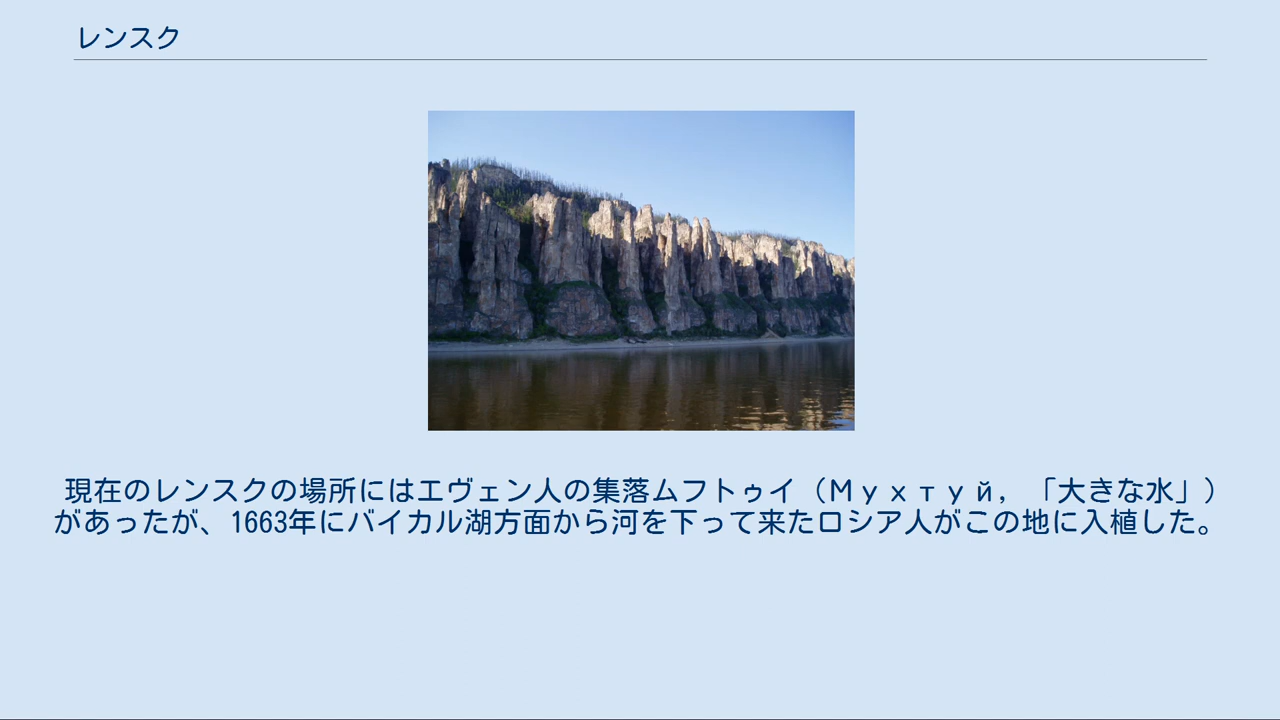 レンスク
現在のレンスクの場所にはエヴェン人の集落ムフトゥイ（Мухтуй, 「大きな水」）
があったが、1663年にバイカル湖方面から河を下って来たロシア人がこの地に入植した。